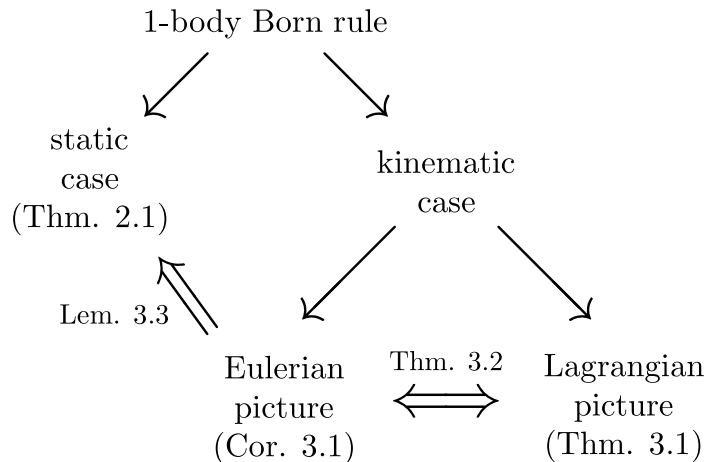 1-body Born rule
static
case
(Thm. 2.1)
kinematic
case
Lem. 3.3
Eulerian
picture
(Cor. 3.1)
Thm. 3.2
Lagrangian
picture
(Thm. 3.1)